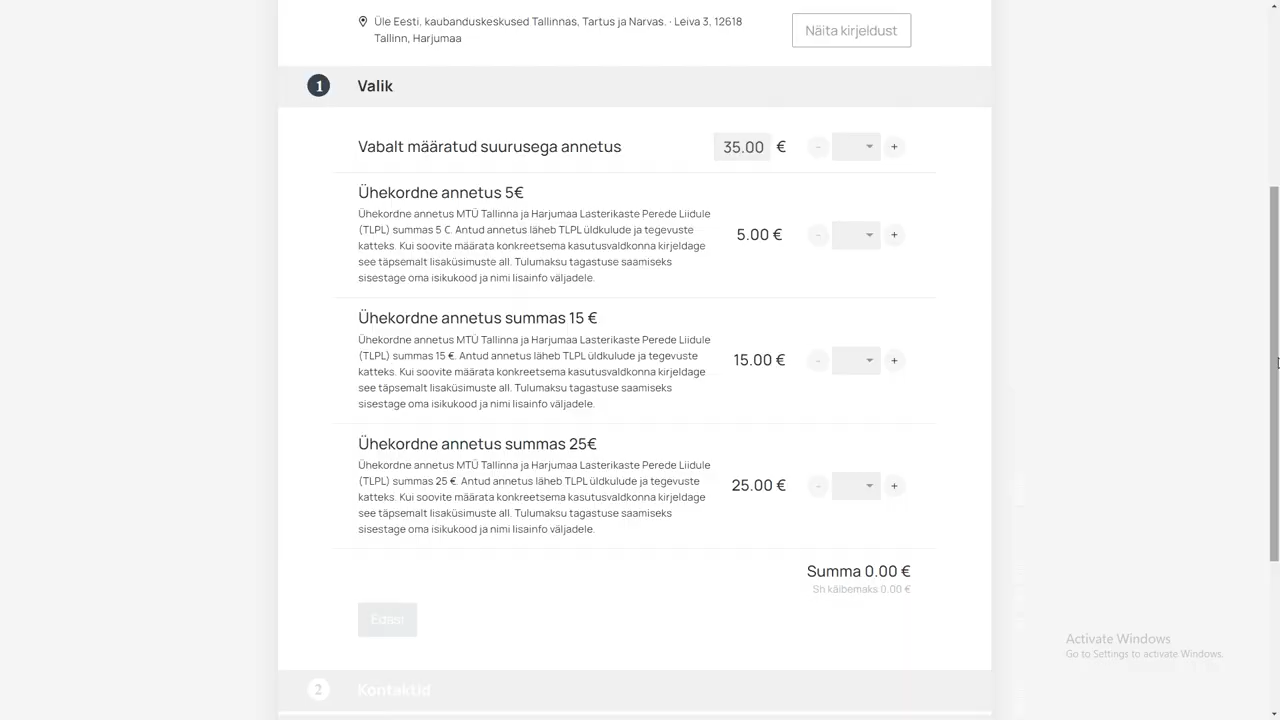 Üle Eesti, kaubanduskeskused Tallinnas, Tartus ja Narvas. · Leiva 3, 12618
Tallinn, Harjumaa
Näita kirjeldust
1 Valik
Vabalt määratud suurusega annetus 35.00 € - +
Ühekordne annetus 5€
Ühekordne annetus MTÜ Tallinna ja Harjumaa Lasterikaste Perede Liidule
(TLPL) summas 5 €. Antud annetus läheb TLPL üldkulude ja tegevuste
katteks. Kui soovite määrata konkreetsema kasutusvaldkonna kirjeldage
see täpsemalt lisaküsimuste all. Tulumaksu tagastuse saamiseks
sisestage oma isikukood ja nimi lisainfo väljadele.
5.00 € - +
Ühekordne annetus summas 15 €
Ühekordne annetus MTÜ Tallinna ja Harjumaa Lasterikaste Perede Liidule
(TLPL) summas 15 €. Antud annetus läheb TLPL üldkulude ja tegevuste
katteks. Kui soovite määrata konkreetsema kasutusvaldkonna kirjeldage
see täpsemalt lisaküsimuste all. Tulumaksu tagastuse saamiseks
sisestage oma isikukood ja nimi lisainfo väljadele.
15.00 € - +
Ühekordne annetus summas 25€
Ühekordne annetus MTÜ Tallinna ja Harjumaa Lasterikaste Perede Liidule
(TLPL) summas 25 €. Antud annetus läheb TLPL üldkulude ja tegevuste
katteks. Kui soovite määrata konkreetsema kasutusvaldkonna kirjeldage
see täpsemalt lisaküsimuste all. Tulumaksu tagastuse saamiseks
sisestage oma isikukood ja nimi lisainfo väljadele.
25.00 € - +
Summa 0.00 €
Sh käibemaks 0.00 €
Edasi
Activate Windows
Go to Settings to activate Windows.
2 Kontaktid